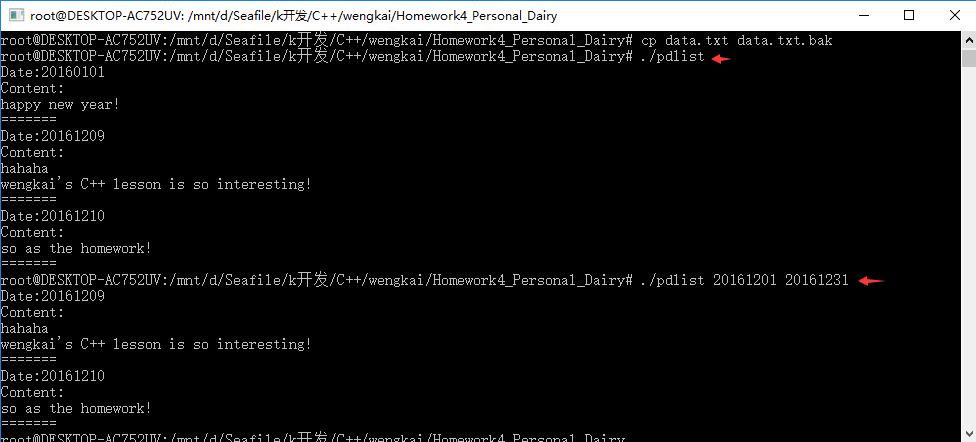 root@DESKTOP-AC752UV: /mnt/d/Seafile/k开发/C++/wengkai/Homework4_Personal_Dairy
root@DESKTOP-AC752UV:/mnt/d/Seafile/k开发/C++/wengkai/Homework4_Personal_Dairy# cp data.txt data.txt.bak
root@DESKTOP-AC752UV:/mnt/d/Seafile/k开发/C++/wengkai/Homework4_Personal_Dairy# ./pdlist
Date:20160101
Content:
happy new year!
=======
Date:20161209
Content:
hahaha
wengkai's C++ lesson is so interesting!
=======
Date:20161210
Content:
so as the homework!
=======
root@DESKTOP-AC752UV:/mnt/d/Seafile/k开发/C++/wengkai/Homework4_Personal_Dairy# ./pdlist 20161201 20161231
Date:20161209
Content:
hahaha
wengkai's C++ lesson is so interesting!
=======
Date:20161210
Content:
so as the homework!
=======
root@DESKTOP-AC752UV:/mnt/d/Seafile/k开发/C++/wengkai/Homework4_Personal_Dairy